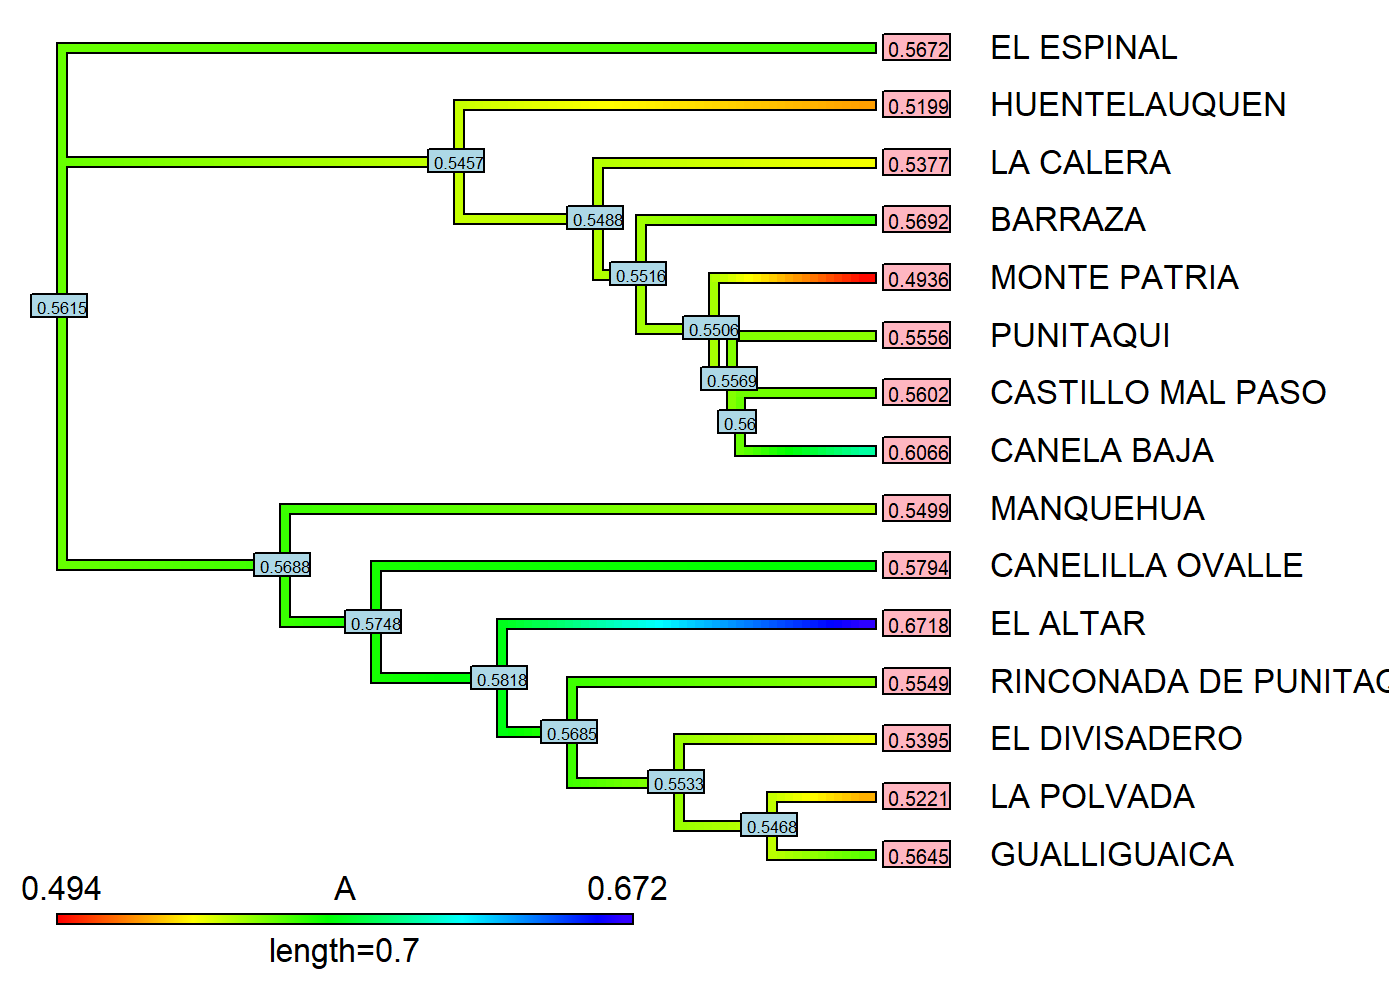 0.5672 EL ESPINAL
0.5199 HUENTELAUQUEN
0.5457
0.5377 LA CALERA
0.5488
0.5692 BARRAZA
0.5516
0.4936 MONTE PATRIA
0.5615
0.5506
0.5556 PUNITAQUI
0.5569
0.5602 CASTILLO MAL PASO
0.56
0.6066 CANELA BAJA
0.5499 MANQUEHUA
0.5688
0.5794 CANELILLA OVALLE
0.5748
0.6718 EL ALTAR
0.5818
0.5549 RINCONADA DE PUNITAQ
0.5685
0.5395 EL DIVISADERO
0.5533
0.5221 LA POLVADA
0.5468
0.5645 GUALLIGUAICA
0.494 A 0.672
length=0.7